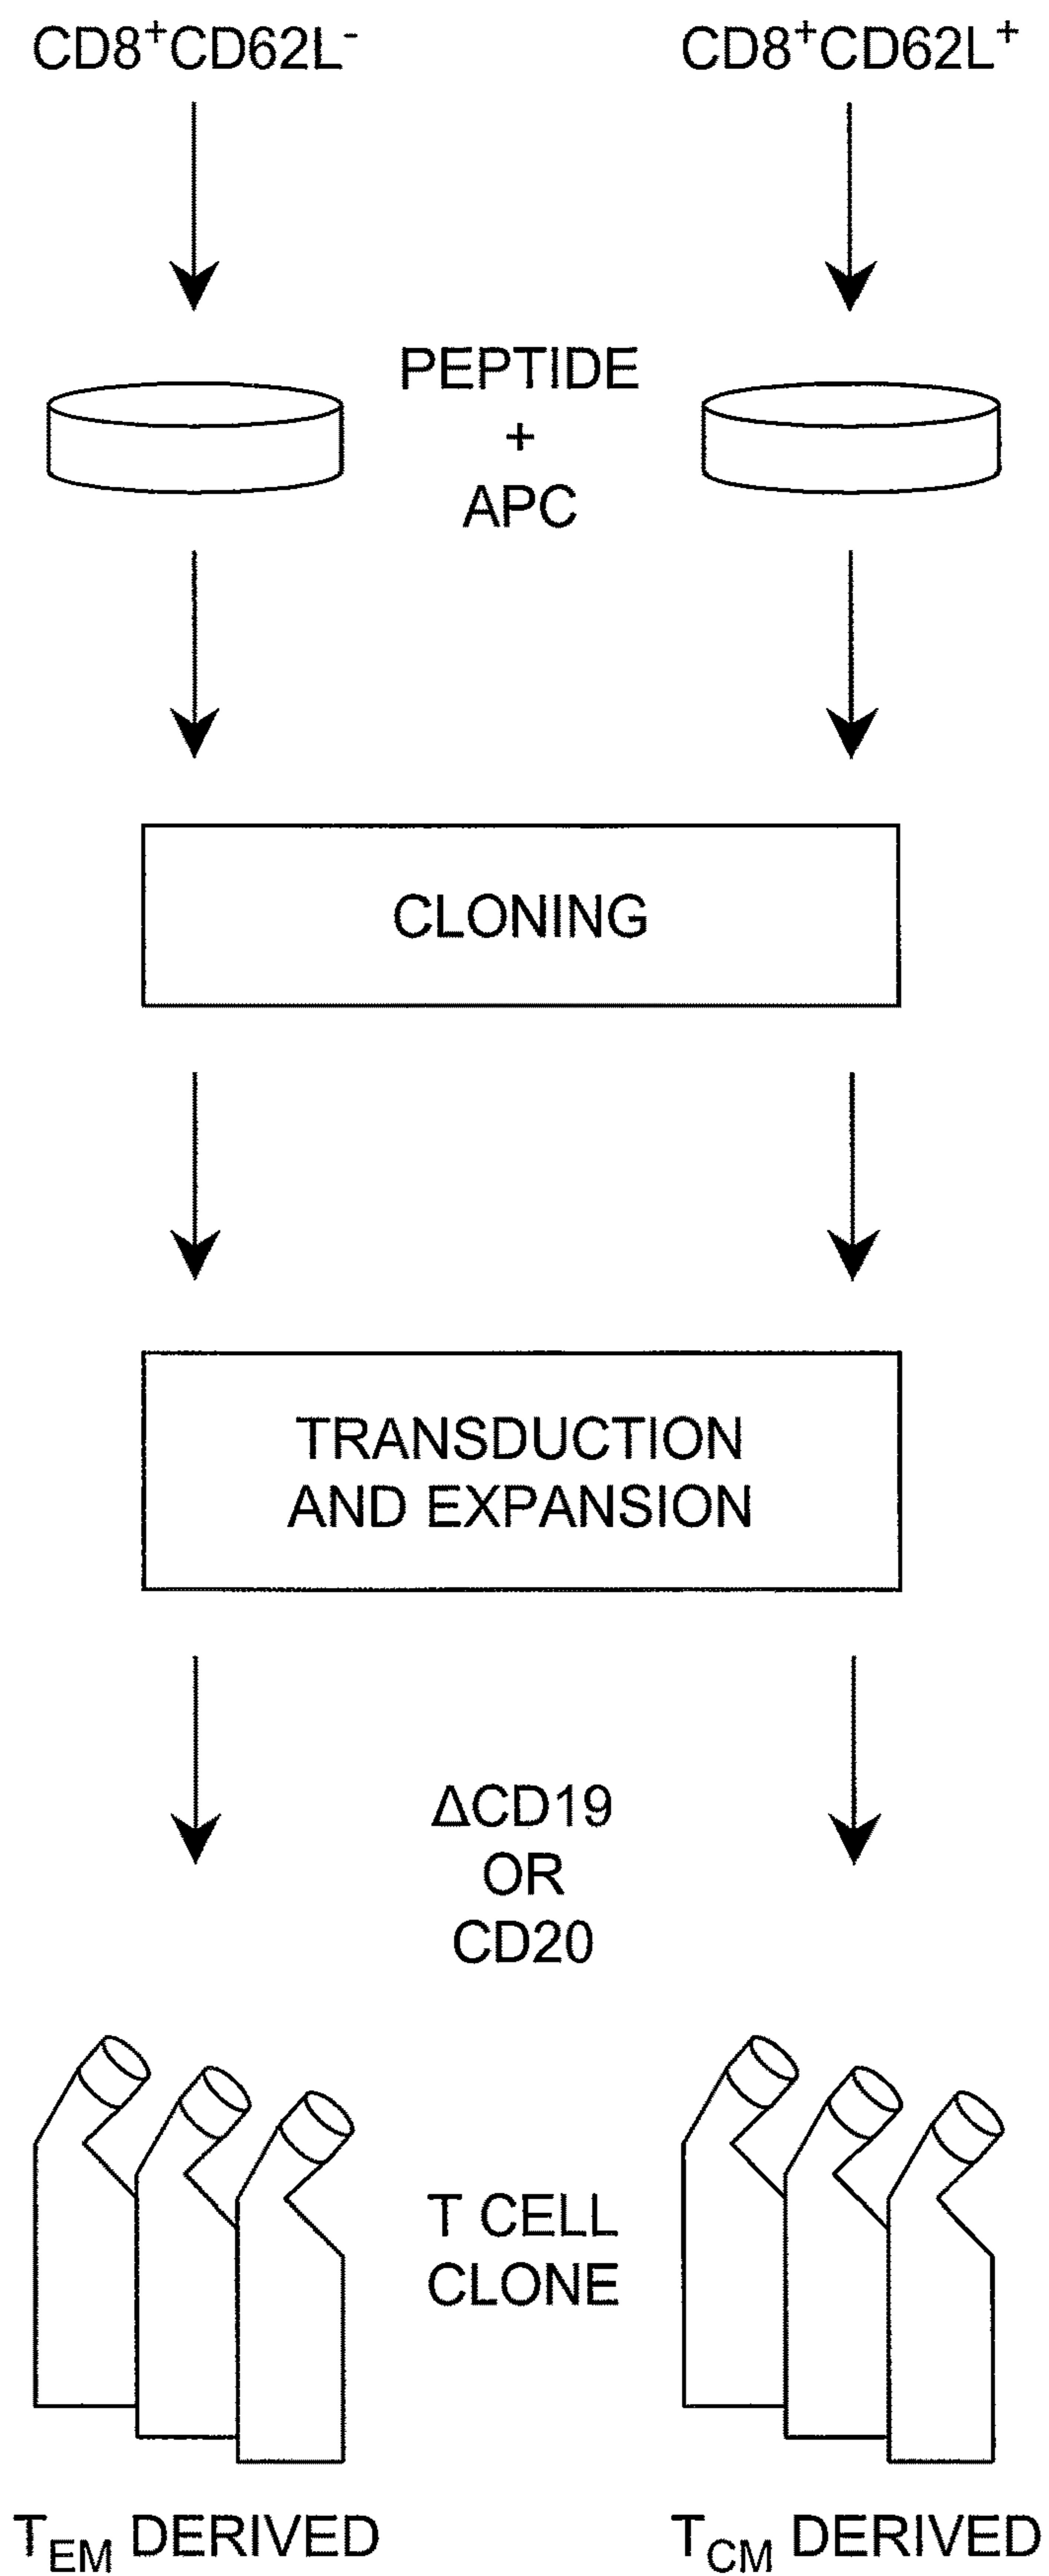 CD8⁺CD62L⁻ CD8⁺CD62L⁺
PEPTIDE
+
APC
CLONING
TRANSDUCTION
AND EXPANSION
ΔCD19
OR
CD20
T CELL
CLONE
T_EM DERIVED T_CM DERIVED